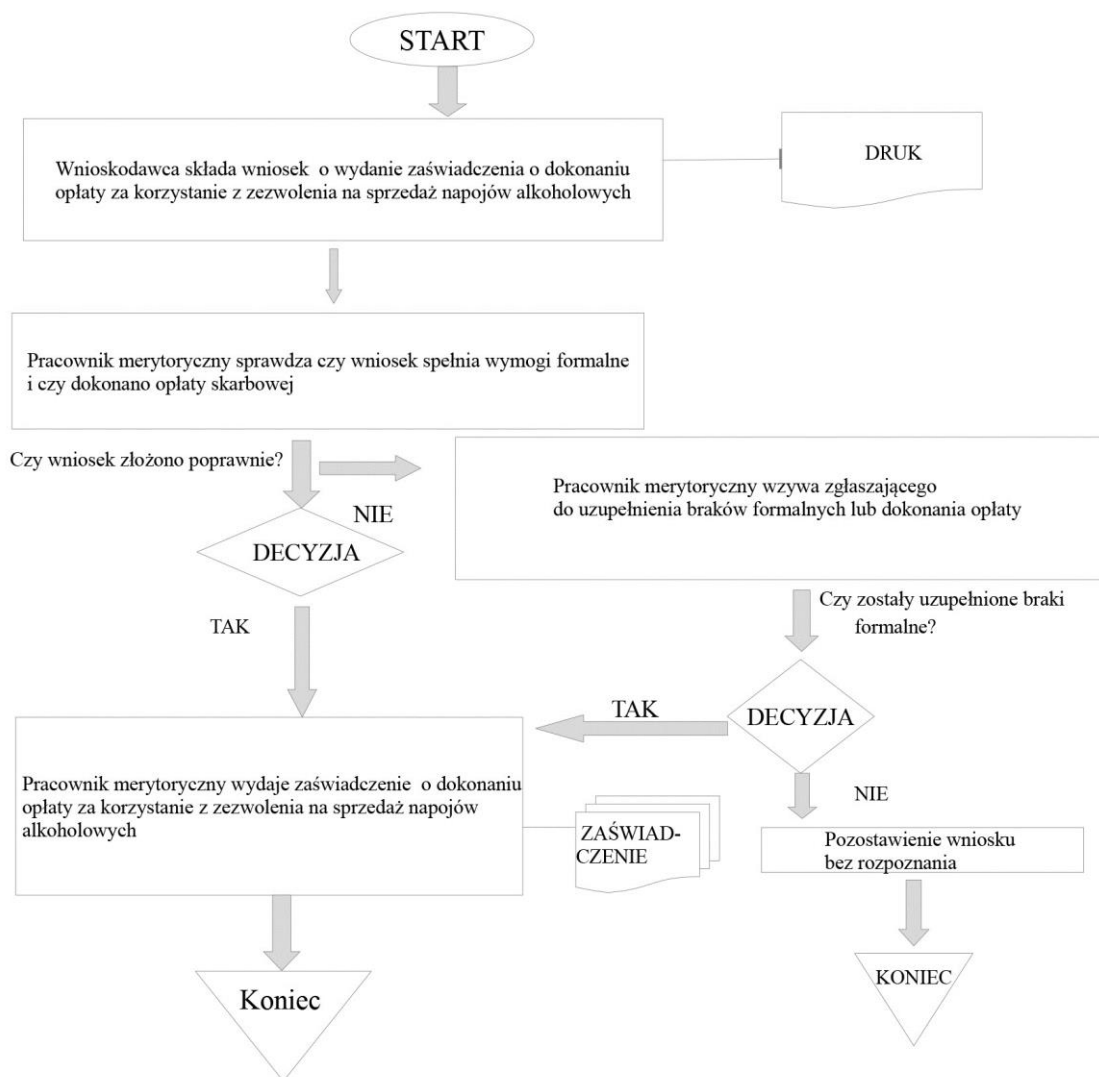 START
Wnioskodawca składa wniosek o wydanie zaświadczenia o dokonaniu
opłaty za korzystanie z zezwolenia na sprzedaż napojów alkoholowych
DRUK
Pracownik merytoryczny sprawdza czy wniosek spełnia wymogi formalne
i czy dokonano opłaty skarbowej
Czy wniosek złożono poprawnie?
NIE
DECYZJA
Pracownik merytoryczny wzywa zgłaszającego
do uzupełnienia braków formalnych lub dokonania opłaty
TAK
Czy zostały uzupełnione braki
formalne?
DECYZJA
TAK
NIE
Pracownik merytoryczny wydaje zaświadczenie o dokonaniu
opłaty za korzystanie z zezwolenia na sprzedaż napojów
alkoholowych
ZAŚWIAD-
CZENIE
Pozostawienie wniosku
bez rozpoznania
Koniec
KONIEC